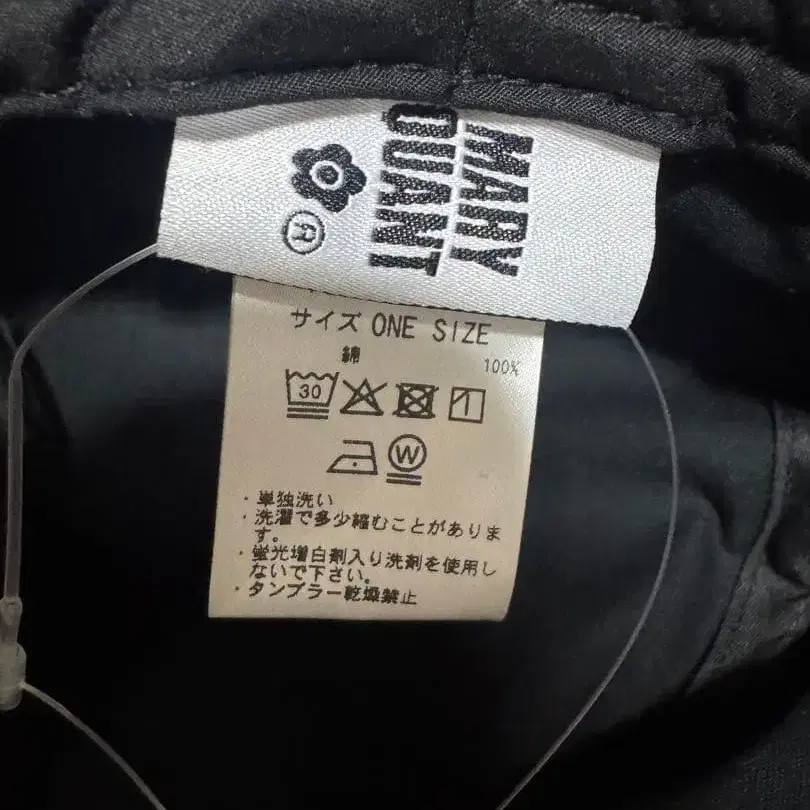 MARY
QUANT
®
サイズ ONE SIZE
綿 100%
30 1
W
・単独洗い
・洗濯で多少縮むことがありま
す。
・蛍光増白剤入り洗剤を使用し
ないで下さい。
・タンブラー乾燥禁止